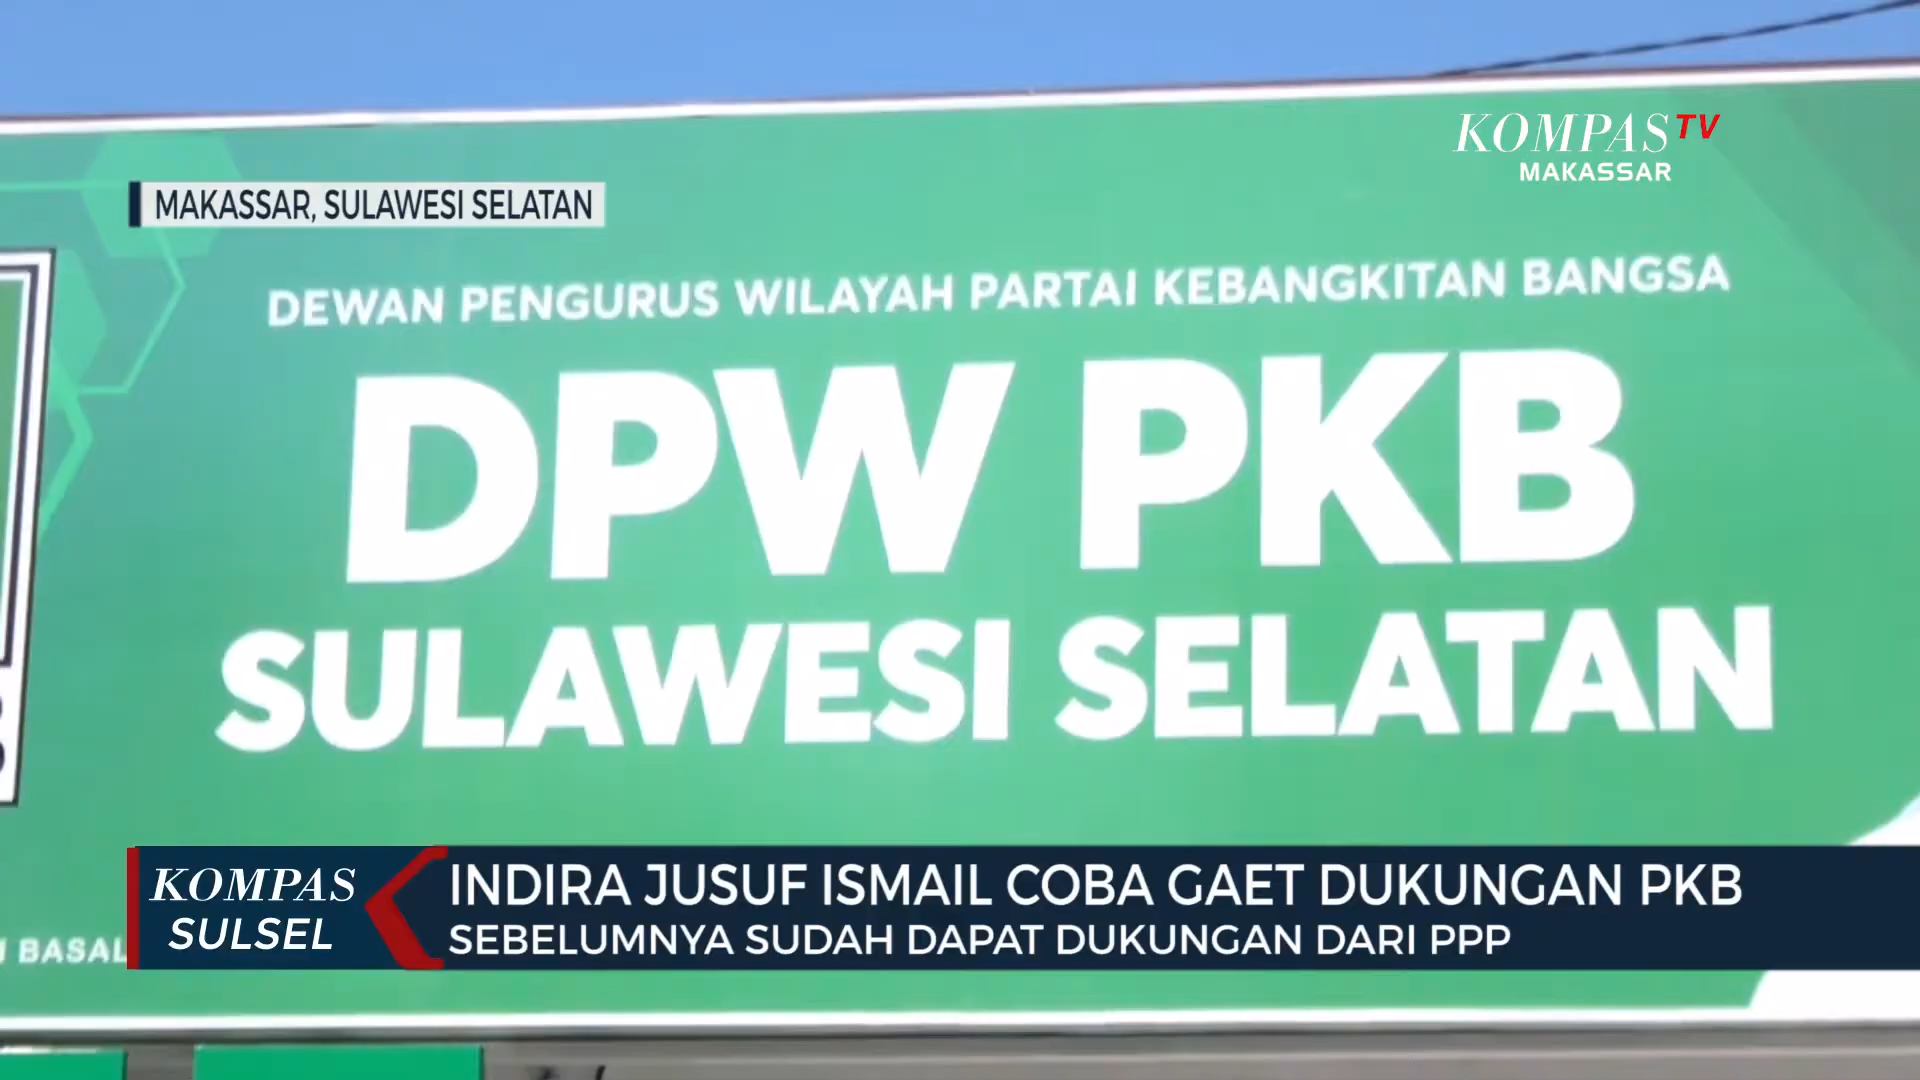 KOMPAS TV
MAKASSAR
MAKASSAR, SULAWESI SELATAN
DEWAN PENGURUS WILAYAH PARTAI KEBANGKITAN BANGSA
DPW PKB
SULAWESI SELATAN
KOMPAS
SULSEL
INDIRA JUSUF ISMAIL COBA GAET DUKUNGAN PKB
SEBELUMNYA SUDAH DAPAT DUKUNGAN DARI PPP